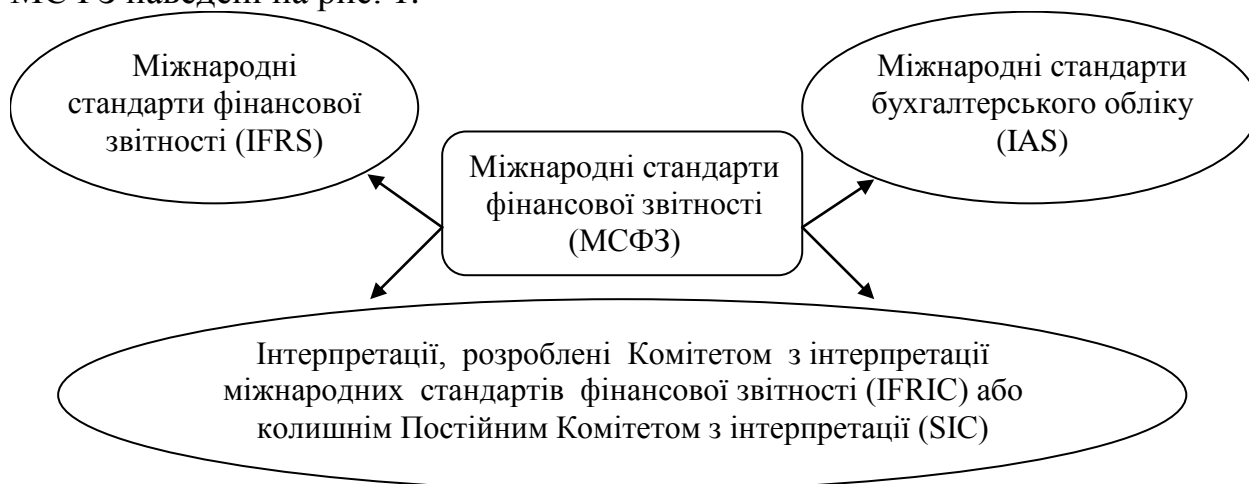 МСФЗ наведені на рис. 1.
Міжнародні
стандарти фінансової
звітності (IFRS)
Міжнародні стандарти
бухгалтерського обліку
(IAS)
Міжнародні стандарти
фінансової звітності
(МСФЗ)
Інтерпретації, розроблені Комітетом з інтерпретації
міжнародних стандартів фінансової звітності (IFRIC) або
колишнім Постійним Комітетом з інтерпретації (SIC)